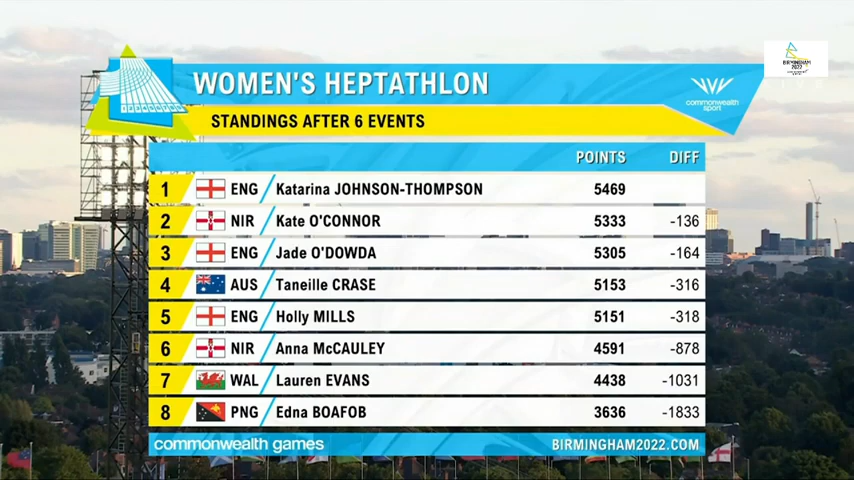 BIRMINGHAM
2022
WOMEN'S HEPTATHLON
commonwealth
sport
STANDINGS AFTER 6 EVENTS
POINTS DIFF
1 ENG Katarina JOHNSON-THOMPSON 5469
2 NIR Kate O'CONNOR 5333 -136
3 ENG Jade O'DOWDA 5305 -164
4 AUS Taneille CRASE 5153 -316
5 ENG Holly MILLS 5151 -318
6 NIR Anna McCAULEY 4591 -878
7 WAL Lauren EVANS 4438 -1031
8 PNG Edna BOAFOB 3636 -1833
commonwealth games BIRMINGHAM2022.COM